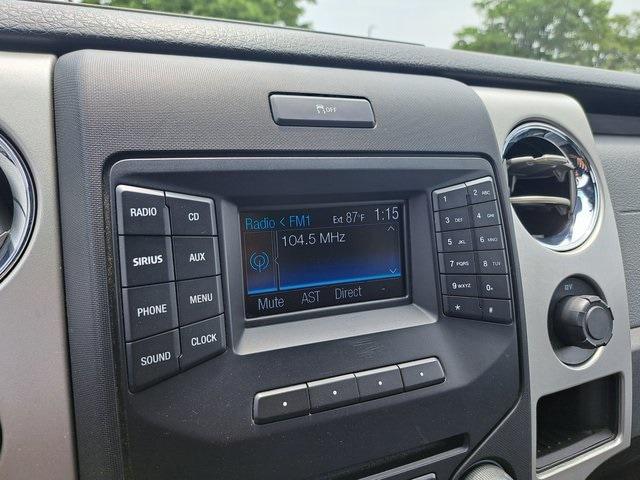 OFF
RADIO
CD
SIRIUS
AUX
PHONE
MENU
SOUND
CLOCK
Radio < FM1 Ext 87°F 1:15
104.5 MHz
Mute AST Direct
1
2 ABC
3 DEF
4 GHI
5 JKL
6 MNO
7 PQRS
8 TUV
9 WXYZ
0+
*
#
12V